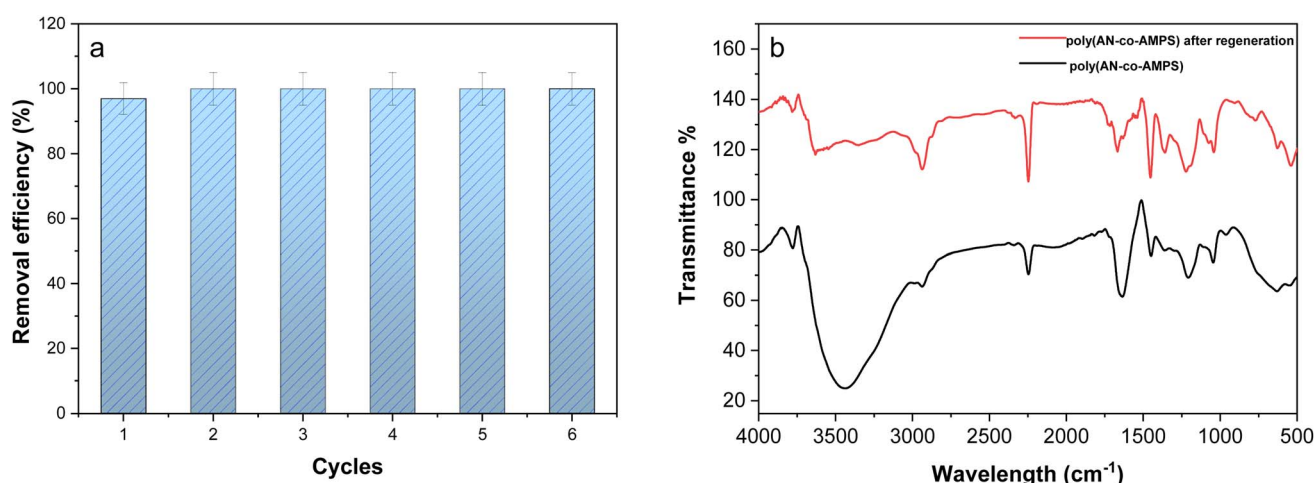 a
Removal efficiency (%)
120
100
80
60
40
20
0
1 2 3 4 5 6
Cycles
b
poly(AN-co-AMPS) after regeneration
poly(AN-co-AMPS)
Transmittance %
160
140
120
100
80
60
40
20
4000 3500 3000 2500 2000 1500 1000 500
Wavelength (cm⁻¹)